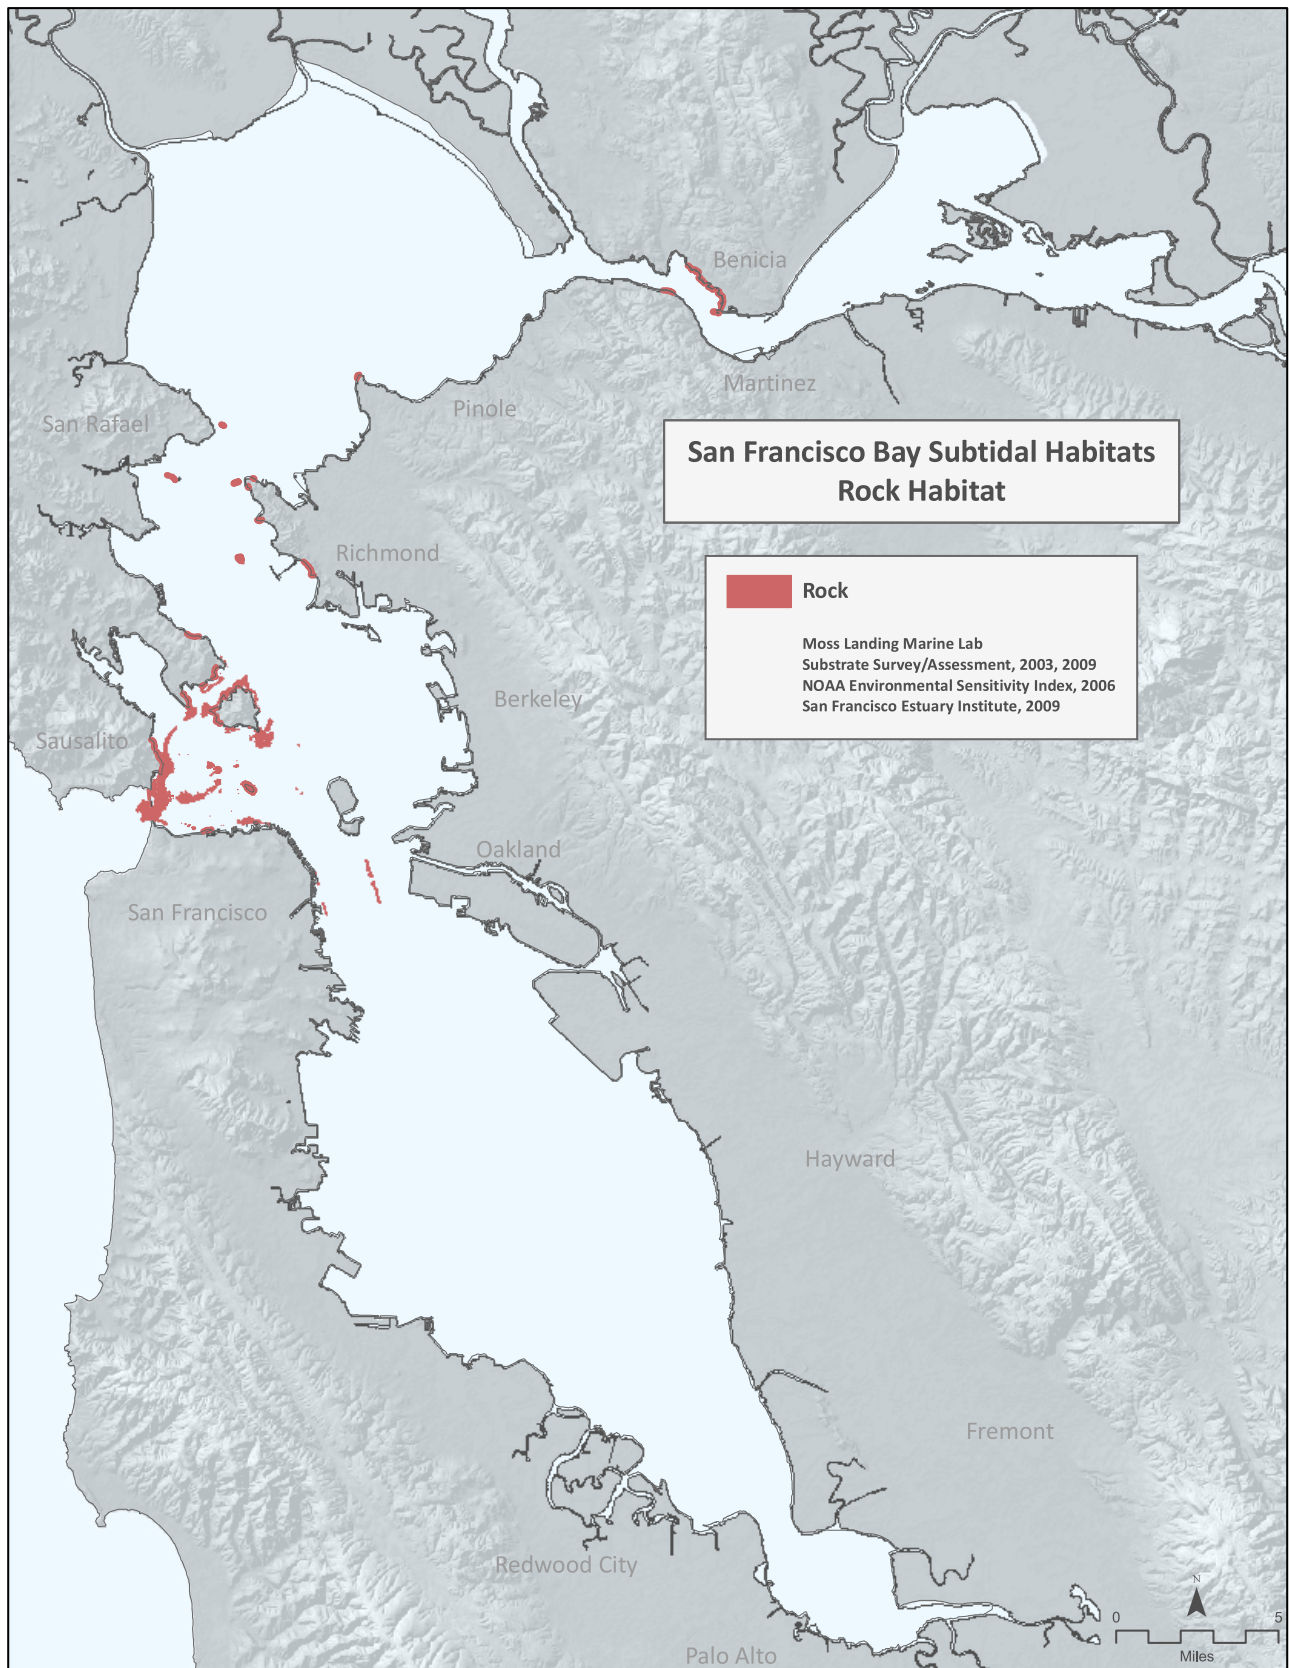 Benicia
Martinez
Pinole
San Rafael
San Francisco Bay Subtidal Habitats
Rock Habitat
Richmond
Rock
Moss Landing Marine Lab
Substrate Survey/Assessment, 2003, 2009
NOAA Environmental Sensitivity Index, 2006
San Francisco Estuary Institute, 2009
Berkeley
Sausalito
Oakland
San Francisco
Hayward
Fremont
Redwood City
Palo Alto
N
0 5
Miles